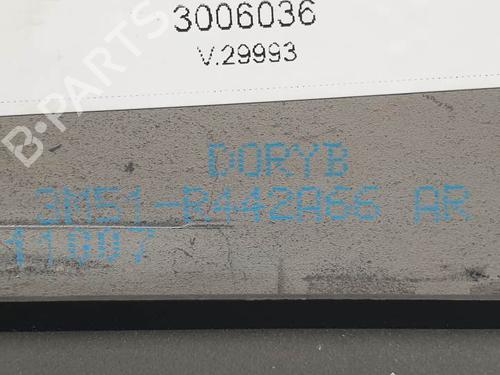 3006036
V.29993
B-PARTS
DORYB
3M51-R442A66 AR
11007